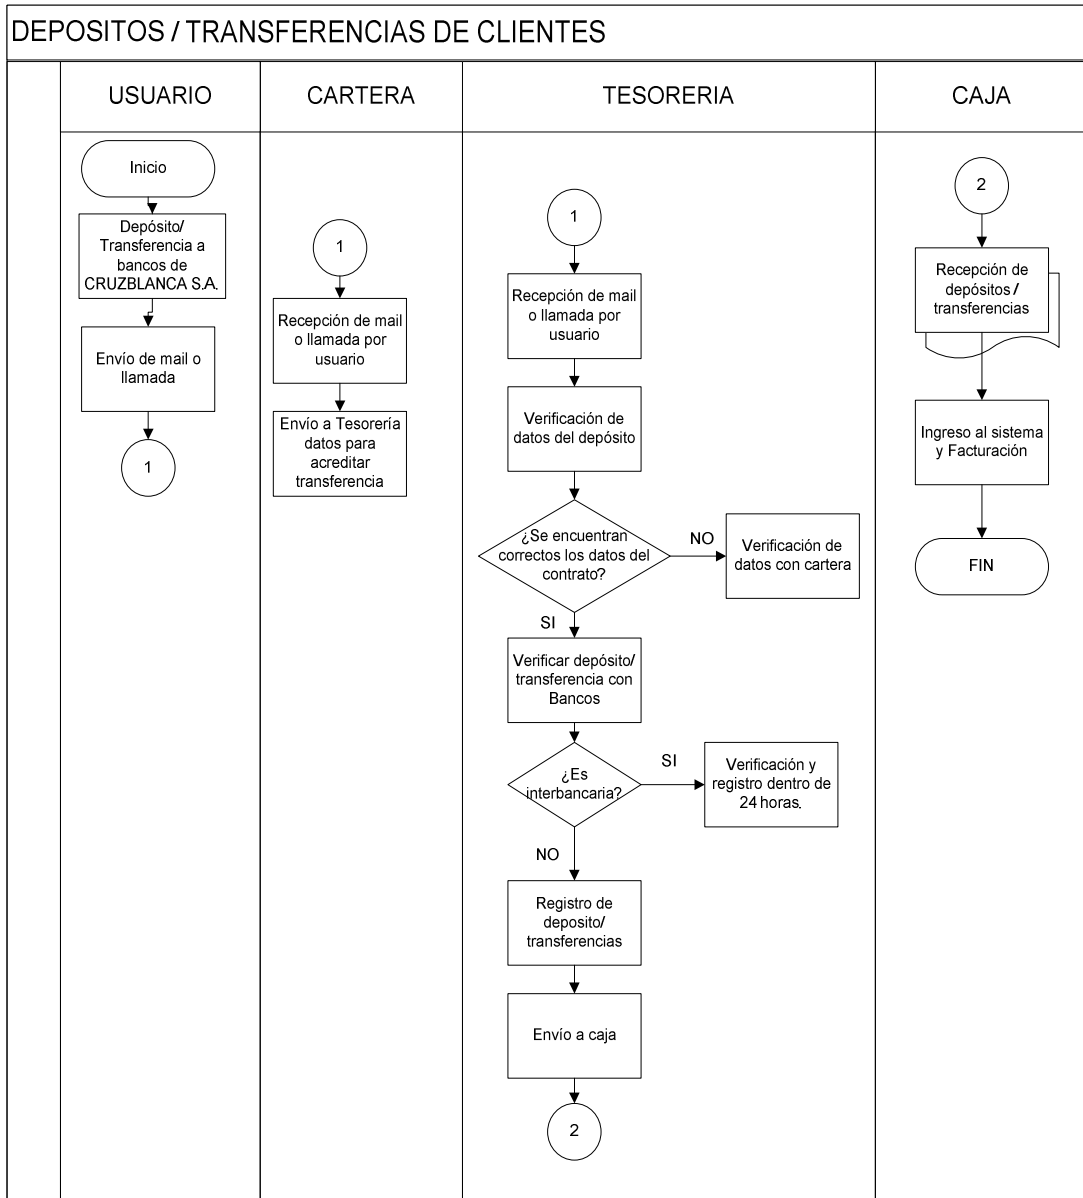 DEPOSITOS / TRANSFERENCIAS DE CLIENTES
USUARIO
CARTERA
TESORERIA
CAJA
Inicio
Depósito/
Transferencia a
bancos de
CRUZBLANCA S.A.
Envío de mail o
llamada
1
1
Recepción de mail
o llamada por
usuario
Envío a Tesorería
datos para
acreditar
transferencia
1
Recepción de mail
o llamada por
usuario
Verificación de
datos del depósito
¿Se encuentran
correctos los datos del
contrato?
NO
Verificación de
datos con cartera
SI
Verificar depósito/
transferencia con
Bancos
¿Es
interbancaria?
SI
Verificación y
registro dentro de
24 horas.
NO
Registro de
deposito/
transferencias
Envío a caja
2
2
Recepción de
depósitos /
transferencias
Ingreso al sistema
y Facturación
FIN